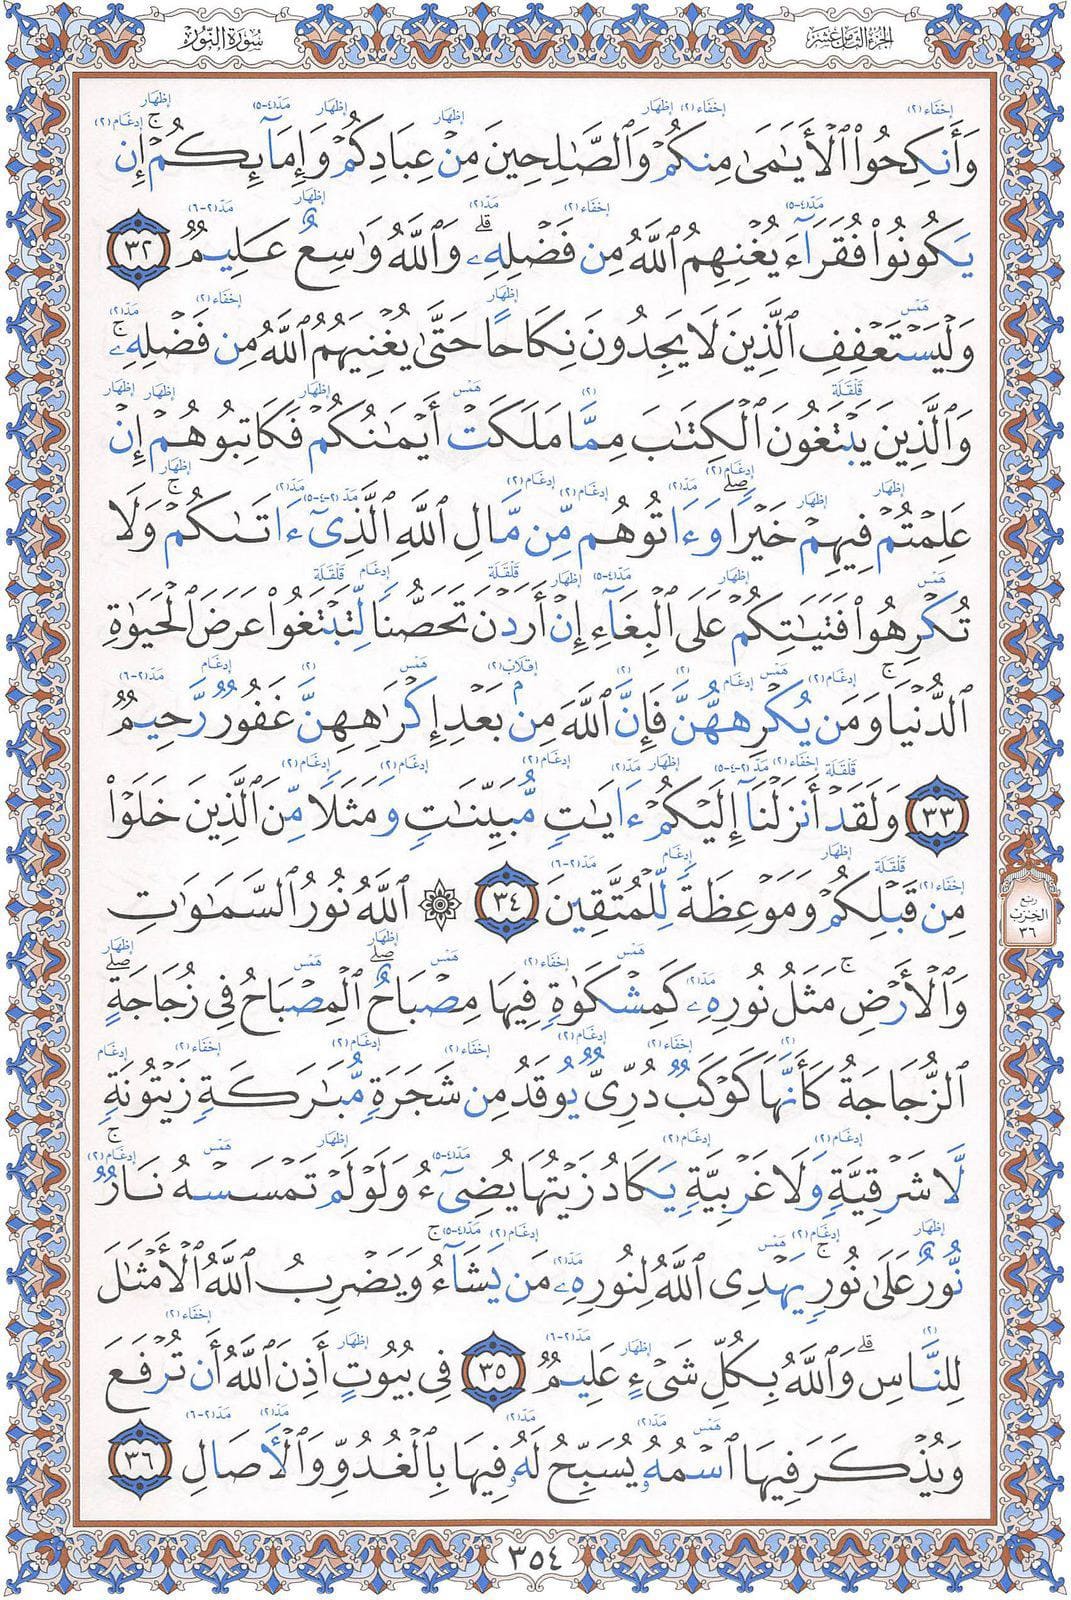 الجزء الثامن عشر
سورة النور
وَأَنكِحُوا۟ ٱلْأَيَـٰمَىٰ مِنكُمْ وَٱلصَّـٰلِحِينَ مِنْ عِبَادِكُمْ وَإِمَآئِكُمْ ۚ إِن
يَكُونُوا۟ فُقَرَآءَ يُغْنِهِمُ ٱللَّهُ مِن فَضْلِهِۦ ۗ وَٱللَّهُ وَٰسِعٌ عَلِيمٌ ٣٢
وَلْيَسْتَعْفِفِ ٱلَّذِينَ لَا يَجِدُونَ نِكَاحًا حَتَّىٰ يُغْنِيَهُمُ ٱللَّهُ مِن فَضْلِهِۦ ۚ
وَٱلَّذِينَ يَبْتَغُونَ ٱلْكِتَـٰبَ مِمَّا مَلَكَتْ أَيْمَـٰنُكُمْ فَكَاتِبُوهُمْ إِنْ
عَلِمْتُمْ فِيهِمْ خَيْرًا ۖ وَءَاتُوهُم مِّن مَّالِ ٱللَّهِ ٱلَّذِىٓ ءَاتَىٰكُمْ ۚ وَلَا
تُكْرِهُوا۟ فَتَيَـٰتِكُمْ عَلَى ٱلْبِغَآءِ إِنْ أَرَدْنَ تَحَصُّنًا لِّتَبْتَغُوا۟ عَرَضَ ٱلْحَيَوٰةِ
ٱلدُّنْيَا ۚ وَمَن يُكْرِههُّنَّ فَإِنَّ ٱللَّهَ مِنۢ بَعْدِ إِكْرَٰهِهِنَّ غَفُورٌ رَّحِيمٌ
٣٣ وَلَقَدْ أَنزَلْنَآ إِلَيْكُمْ ءَايَـٰتٍ مُّبَيِّنَـٰتٍ وَمَثَلًا مِّنَ ٱلَّذِينَ خَلَوْا۟
مِن قَبْلِكُمْ وَمَوْعِظَةً لِّلْمُتَّقِينَ ٣٤ ۞ ٱللَّهُ نُورُ ٱلسَّمَـٰوَٰتِ
ربع الحزب ٣٦
وَٱلْأَرْضِ ۚ مَثَلُ نُورِهِۦ كَمِشْكَوٰةٍ فِيهَا مِصْبَاحٌ ۖ ٱلْمِصْبَاحُ فِى زُجَاجَةٍ ۖ
ٱلزُّجَاجَةُ كَأَنَّهَا كَوْكَبٌ دُرِّىٌّ يُوقَدُ مِن شَجَرَةٍ مُّبَـٰرَكَةٍ زَيْتُونَةٍ
لَّا شَرْقِيَّةٍ وَلَا غَرْبِيَّةٍ يَكَادُ زَيْتُهَا يُضِىٓءُ وَلَوْ لَمْ تَمْسَسْهُ نَارٌ ۚ
نُّورٌ عَلَىٰ نُورٍ ۗ يَهْدِى ٱللَّهُ لِنُورِهِۦ مَن يَشَآءُ ۚ وَيَضْرِبُ ٱللَّهُ ٱلْأَمْثَـٰلَ
لِلنَّاسِ ۗ وَٱللَّهُ بِكُلِّ شَىْءٍ عَلِيمٌ ٣٥ فِى بُيُوتٍ أَذِنَ ٱللَّهُ أَن تُرْفَعَ
وَيُذْكَرَ فِيهَا ٱسْمُهُۥ يُسَبِّحُ لَهُۥ فِيهَا بِٱلْغُدُوِّ وَٱلْـَٔاصَالِ ٣٦
٣٥٤